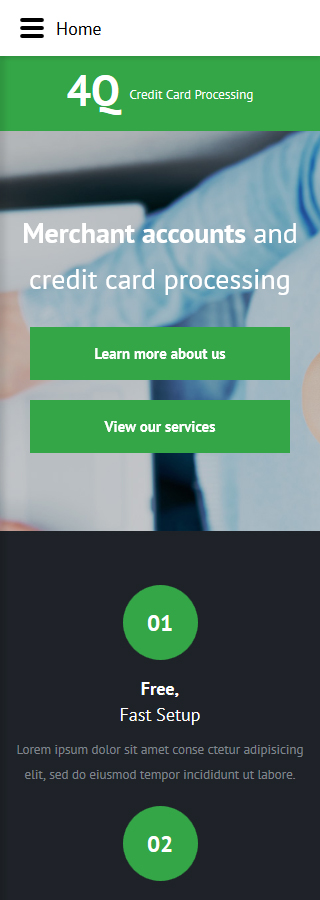 Home
4Q Credit Card Processing
Merchant accounts and
credit card processing
Learn more about us
View our services
01
Free,
Fast Setup
Lorem ipsum dolor sit amet conse ctetur adipisicing
elit, sed do eiusmod tempor incididunt ut labore.
02